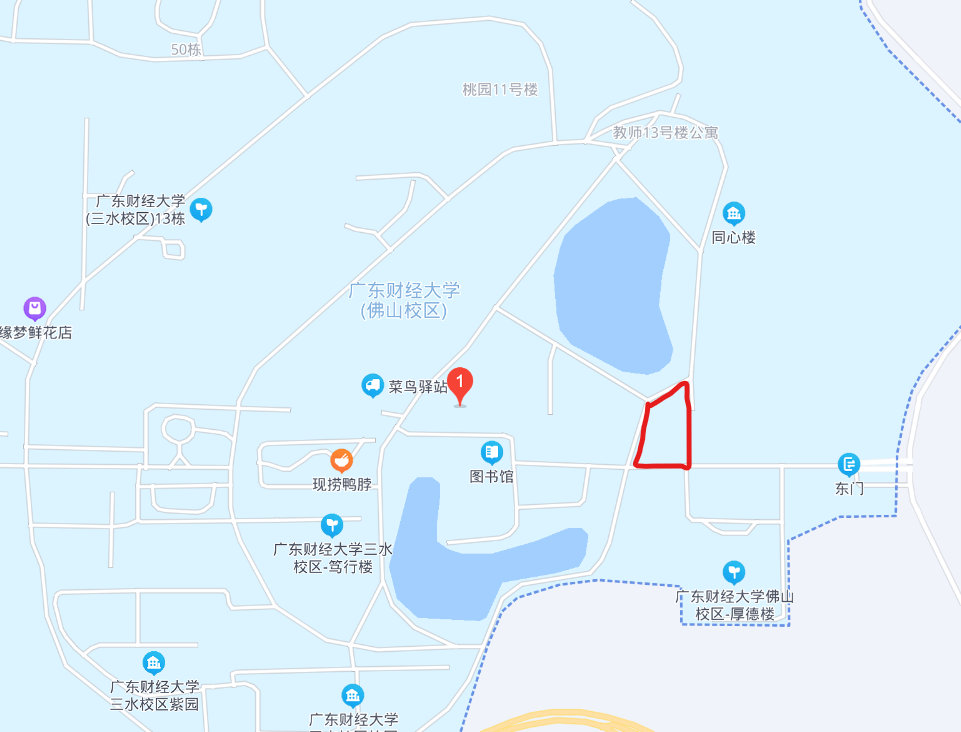 50栋
桃园11号楼
教师13号楼公寓
广东财经大学
(三水校区)13栋
同心楼
广东财经大学
(佛山校区)
缘梦鲜花店
菜鸟驿站
1
图书馆
现捞鸭脖
东门
广东财经大学三水
校区-笃行楼
广东财经大学佛山
校区-厚德楼
广东财经大学
三水校区紫园
广东财经大学